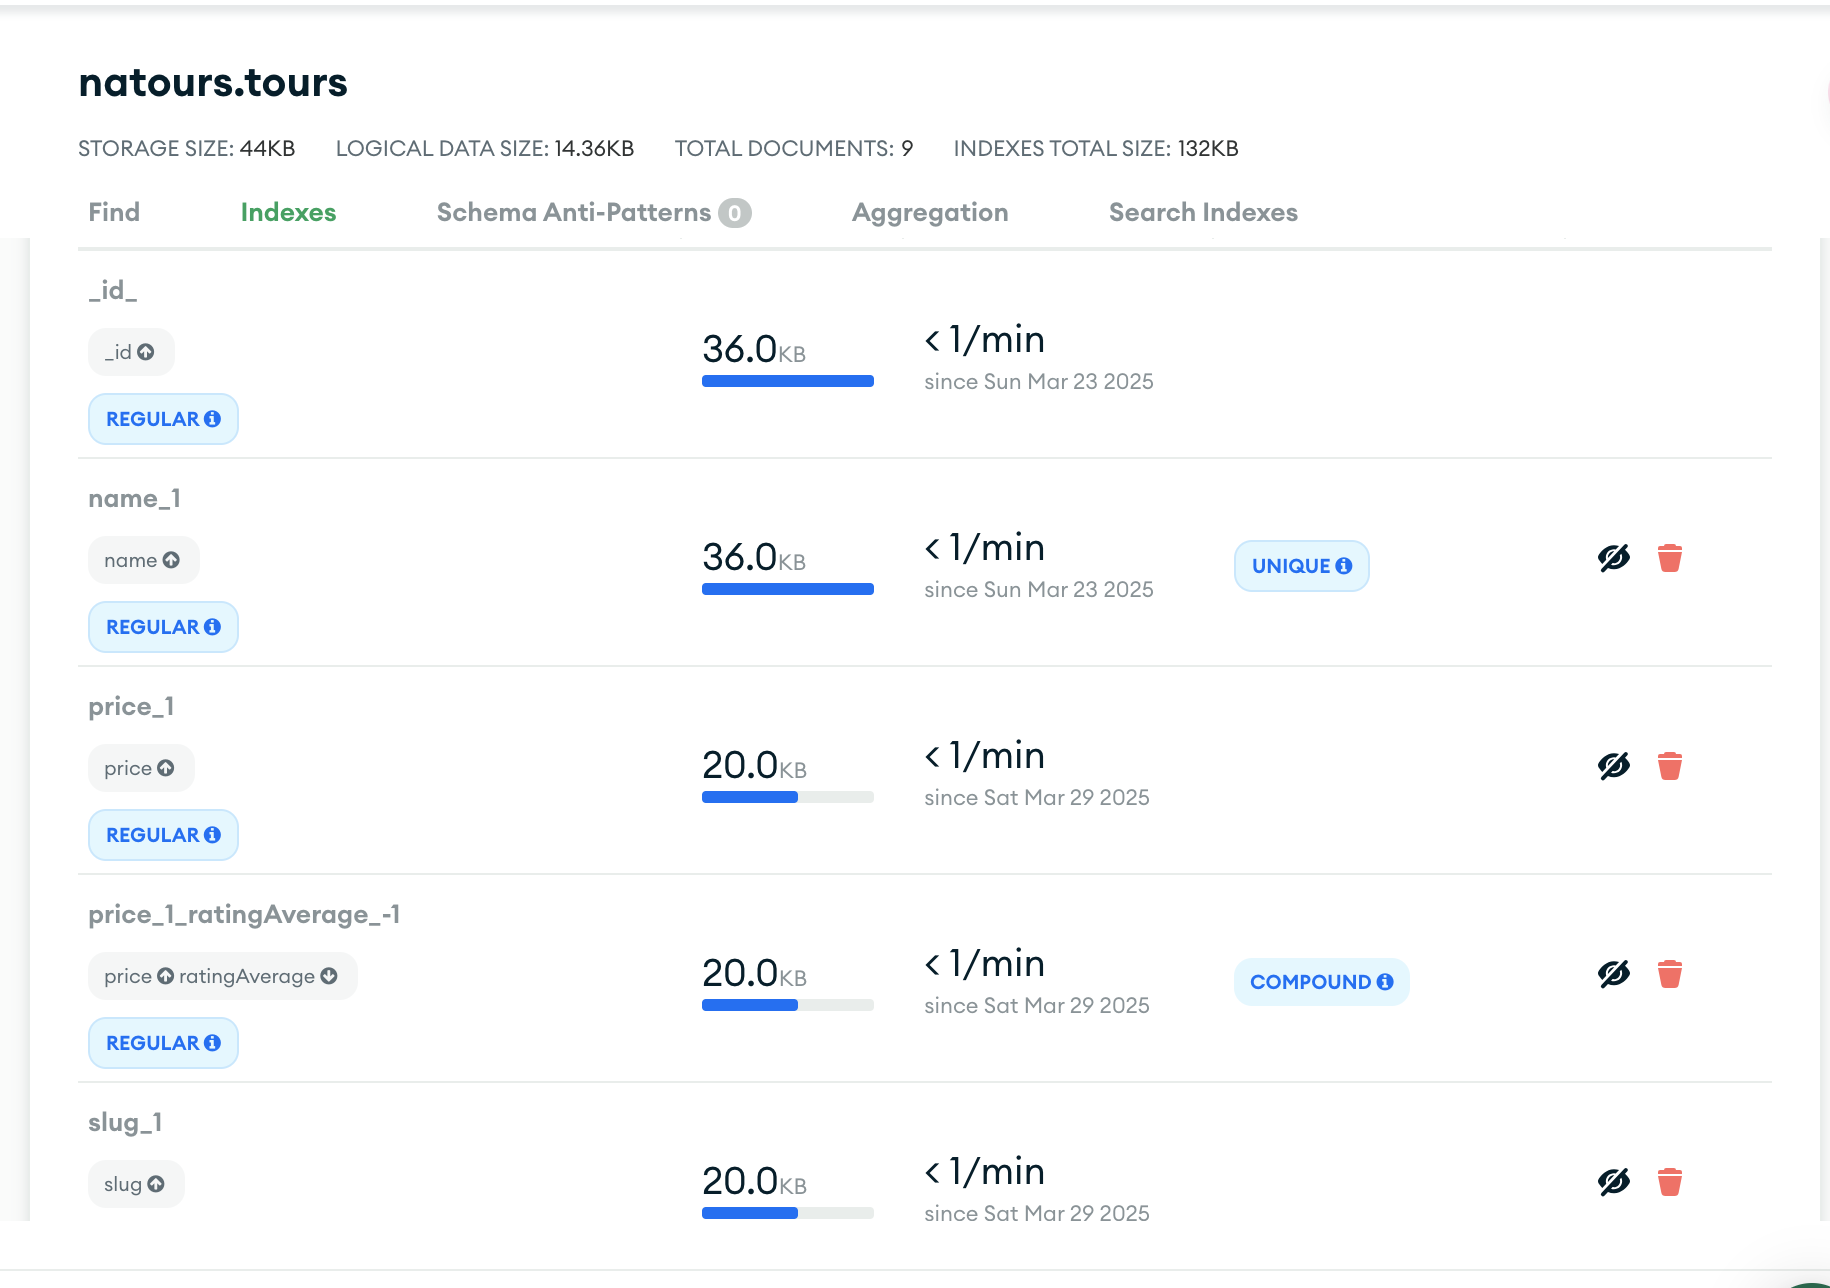 natours.tours
STORAGE SIZE: 44KB LOGICAL DATA SIZE: 14.36KB TOTAL DOCUMENTS: 9 INDEXES TOTAL SIZE: 132KB
Find Indexes Schema Anti-Patterns 0 Aggregation Search Indexes
_id_
_id
REGULAR
36.0KB
< 1/min
since Sun Mar 23 2025
name_1
name
REGULAR
36.0KB
< 1/min
since Sun Mar 23 2025
UNIQUE
price_1
price
REGULAR
20.0KB
< 1/min
since Sat Mar 29 2025
price_1_ratingAverage_-1
price ratingAverage
REGULAR
20.0KB
< 1/min
since Sat Mar 29 2025
COMPOUND
slug_1
slug
20.0KB
< 1/min
since Sat Mar 29 2025